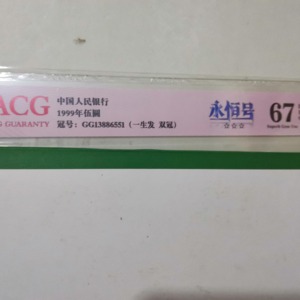 ACG
GUARANTY
中国人民银行
1999年伍圆
冠号：GG13886551（一生发 双冠）
永恒号
☆☆☆
67